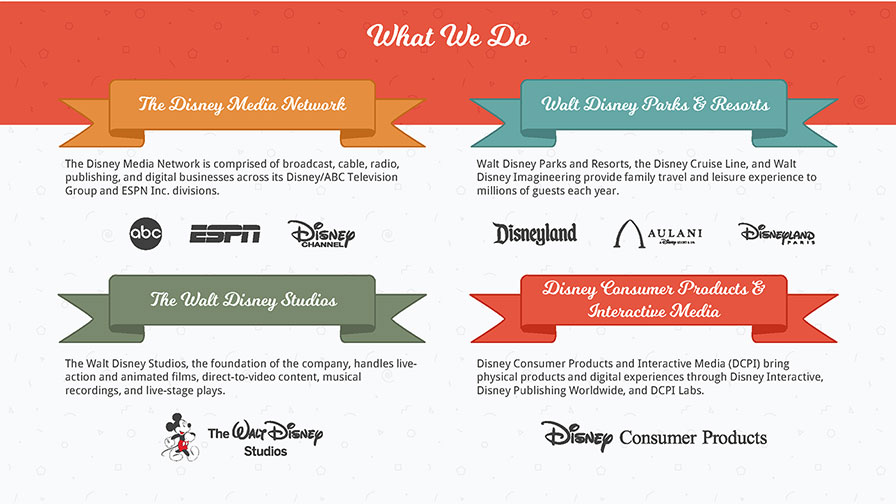 What We Do
The Disney Media Network
The Disney Media Network is comprised of broadcast, cable, radio,
publishing, and digital businesses across its Disney/ABC Television
Group and ESPN Inc. divisions.
abc
ESPN
Disney
CHANNEL
Walt Disney Parks & Resorts
Walt Disney Parks and Resorts, the Disney Cruise Line, and Walt
Disney Imagineering provide family travel and leisure experience to
millions of guests each year.
Disneyland
AULANI
A Disney RESORT & SPA
Disneyland
PARIS
The Walt Disney Studios
The Walt Disney Studios, the foundation of the company, handles live-
action and animated films, direct-to-video content, musical
recordings, and live-stage plays.
The Walt Disney
Studios
Disney Consumer Products &
Interactive Media
Disney Consumer Products and Interactive Media (DCPI) bring
physical products and digital experiences through Disney Interactive,
Disney Publishing Worldwide, and DCPI Labs.
Disney Consumer Products